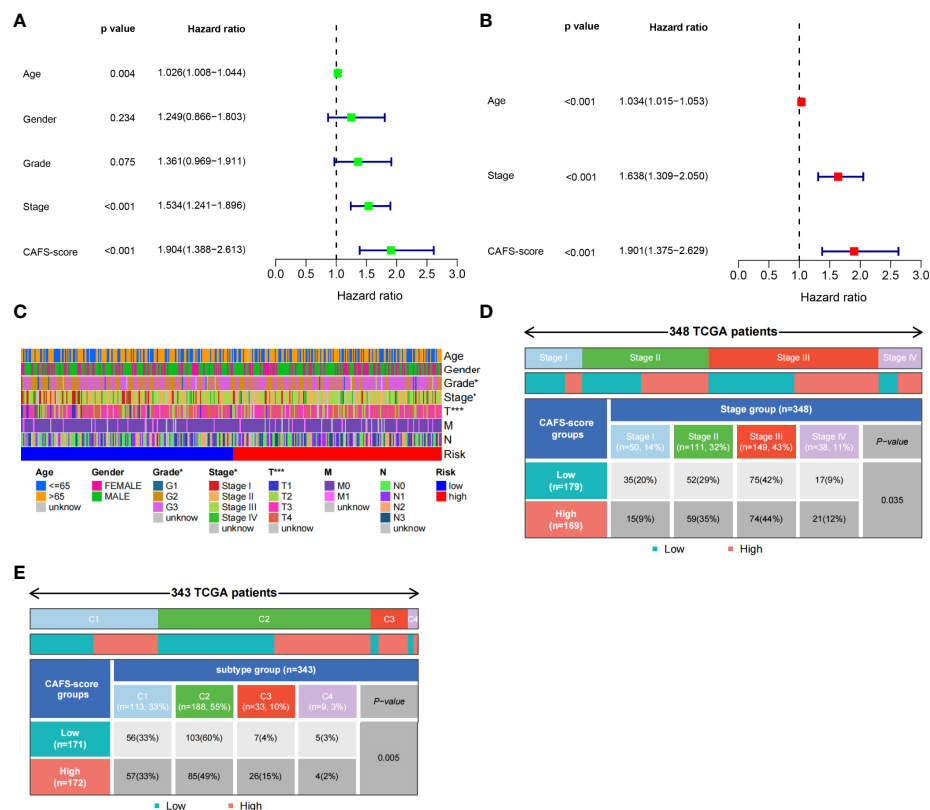 A
p value Hazard ratio
Age 0.004 1.026(1.008−1.044)
Gender 0.234 1.249(0.866−1.803)
Grade 0.075 1.361(0.969−1.911)
Stage <0.001 1.534(1.241−1.896)
CAFS-score <0.001 1.904(1.388−2.613)
0.0 0.5 1.0 1.5 2.0 2.5 3.0
Hazard ratio
B
p value Hazard ratio
Age <0.001 1.034(1.015−1.053)
Stage <0.001 1.638(1.309−2.050)
CAFS-score <0.001 1.901(1.375−2.629)
0.0 0.5 1.0 1.5 2.0 2.5 3.0
Hazard ratio
C
Age
Gender
Grade*
Stage*
T***
M
N
Risk
Age Gender Grade* Stage* T*** M N Risk
<=65 FEMALE G1 Stage I T1 M0 N0 low
>65 MALE G2 Stage II T2 M1 N1 high
unknow G3 Stage III T3 unknow N2
unknow Stage IV T4 N3
unknow unknow unknow
D
348 TCGA patients
Stage I Stage II Stage III Stage IV
CAFS-score groups
Stage group (n=348)
Stage I Stage II Stage III Stage IV P−value
(n=50, 14%) (n=111, 32%) (n=149, 43%) (n=38, 11%)
Low (n=179) 35(20%) 52(29%) 75(42%) 17(9%) 0.035
High (n=169) 15(9%) 59(35%) 74(44%) 21(12%)
Low High
E
343 TCGA patients
C1 C2 C3 C4
CAFS-score groups
subtype group (n=343)
C1 C2 C3 C4 P−value
(n=113, 33%) (n=188, 55%) (n=33, 10%) (n=9, 3%)
Low (n=171) 56(33%) 103(60%) 7(4%) 5(3%) 0.005
High (n=172) 57(33%) 85(49%) 26(15%) 4(2%)
Low High